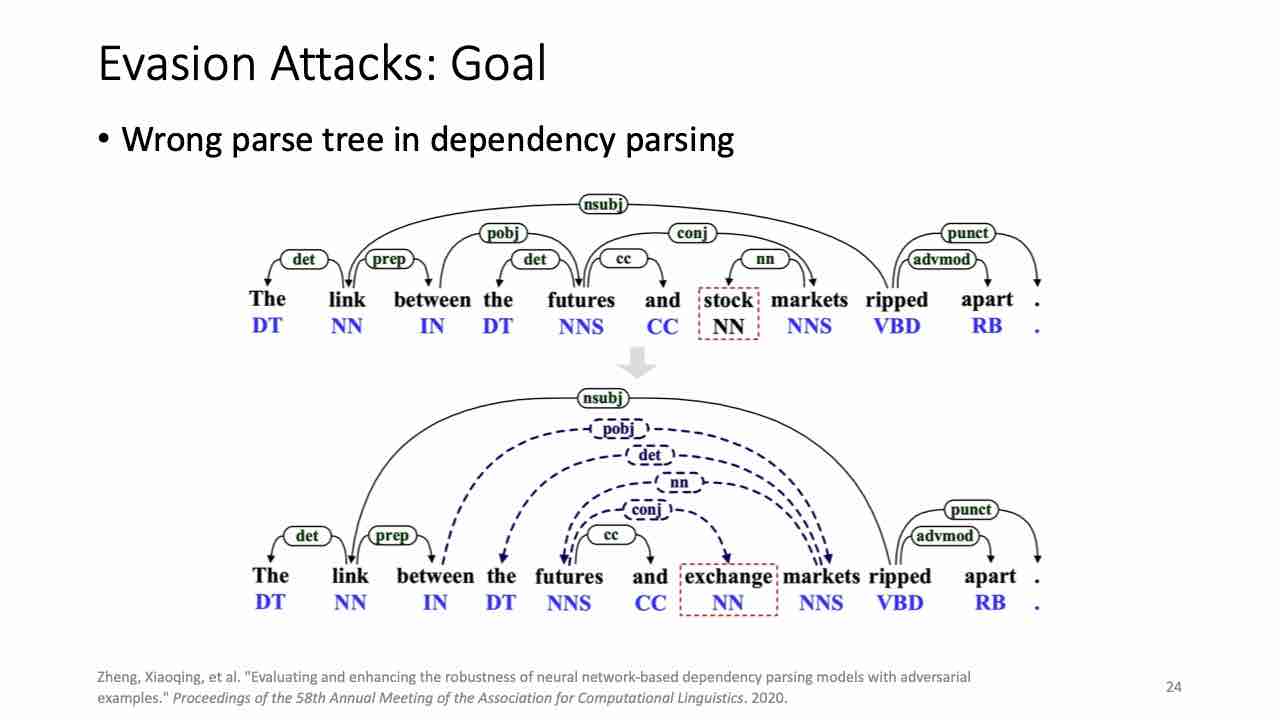 Evasion Attacks: Goal
• Wrong parse tree in dependency parsing
nsubj
pobj conj punct
det prep det cc nn advmod
The link between the futures and stock markets ripped apart .
DT NN IN DT NNS CC NN NNS VBD RB .
nsubj
pobj
det
nn
conj punct
det prep cc advmod
The link between the futures and exchange markets ripped apart .
DT NN IN DT NNS CC NN NNS VBD RB .
Zheng, Xiaoqing, et al. "Evaluating and enhancing the robustness of neural network-based dependency parsing models with adversarial
examples." Proceedings of the 58th Annual Meeting of the Association for Computational Linguistics. 2020.
24